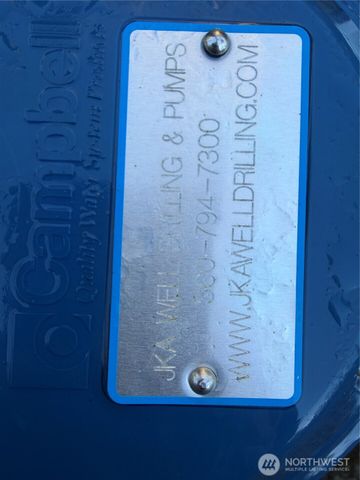 Campbell
Quality Water System Products
JKA WELL DRILLING & PUMPS
360-794-7300
WWW.JKAWELLDRILLING.COM
NORTHWEST
MULTIPLE LISTING SERVICE